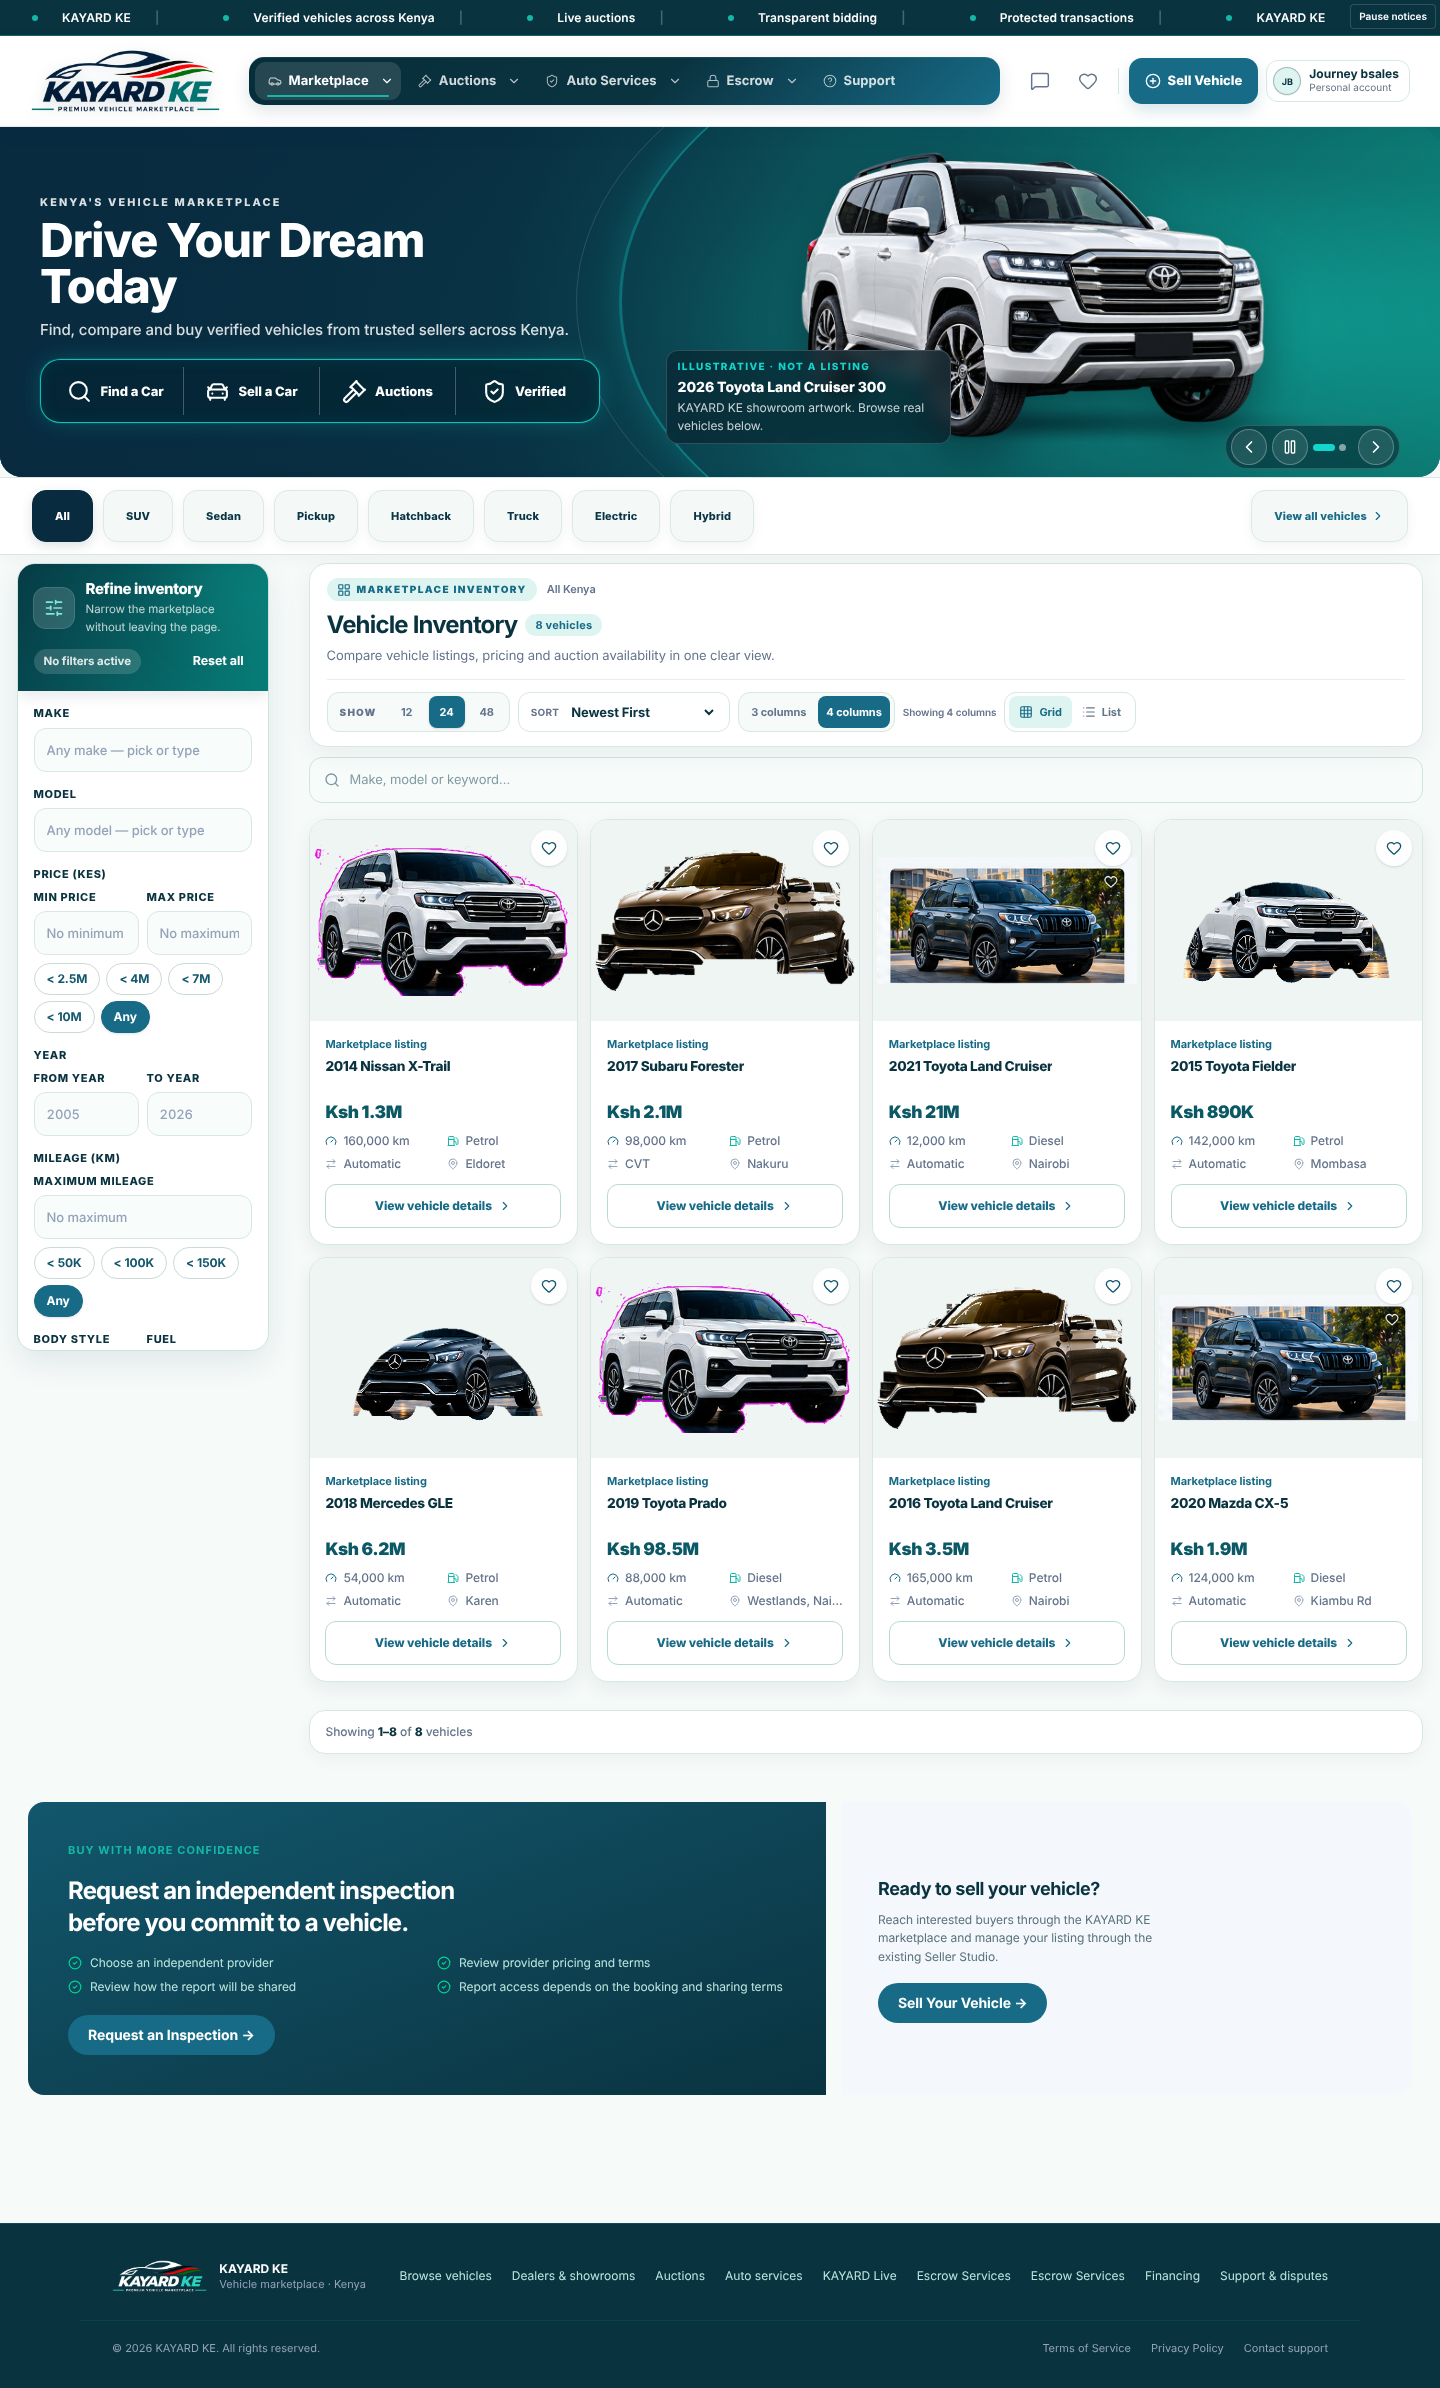 KAYARD KE | Verified vehicles across Kenya | Live auctions | Transparent bidding | Protected transactions | KAYARD KE
Pause notices
KAYARD KE
PREMIUM VEHICLE MARKETPLACE
Marketplace
Auctions
Auto Services
Escrow
Support
Sell Vehicle
JB
Journey bsales
Personal account
KENYA'S VEHICLE MARKETPLACE
Drive Your Dream
Today
Find, compare and buy verified vehicles from trusted sellers across Kenya.
Find a Car
Sell a Car
Auctions
Verified
ILLUSTRATIVE · NOT A LISTING
2026 Toyota Land Cruiser 300
KAYARD KE showroom artwork. Browse real
vehicles below.
All
SUV
Sedan
Pickup
Hatchback
Truck
Electric
Hybrid
View all vehicles
Refine inventory
Narrow the marketplace
without leaving the page.
No filters active
Reset all
MAKE
Any make — pick or type
MODEL
Any model — pick or type
PRICE (KES)
MIN PRICE
MAX PRICE
No minimum
No maximum
< 2.5M
< 4M
< 7M
< 10M
Any
YEAR
FROM YEAR
TO YEAR
2005
2026
MILEAGE (KM)
MAXIMUM MILEAGE
No maximum
< 50K
< 100K
< 150K
Any
BODY STYLE
FUEL
MARKETPLACE INVENTORY
All Kenya
Vehicle Inventory
8 vehicles
Compare vehicle listings, pricing and auction availability in one clear view.
SHOW
12
24
48
SORT
Newest First
3 columns
4 columns
Showing 4 columns
Grid
List
Make, model or keyword...
Marketplace listing
2014 Nissan X-Trail
Ksh 1.3M
160,000 km
Petrol
Automatic
Eldoret
View vehicle details
Marketplace listing
2017 Subaru Forester
Ksh 2.1M
98,000 km
Petrol
CVT
Nakuru
View vehicle details
Marketplace listing
2021 Toyota Land Cruiser
Ksh 21M
12,000 km
Diesel
Automatic
Nairobi
View vehicle details
Marketplace listing
2015 Toyota Fielder
Ksh 890K
142,000 km
Petrol
Automatic
Mombasa
View vehicle details
Marketplace listing
2018 Mercedes GLE
Ksh 6.2M
54,000 km
Petrol
Automatic
Karen
View vehicle details
Marketplace listing
2019 Toyota Prado
Ksh 98.5M
88,000 km
Diesel
Automatic
Westlands, Nai...
View vehicle details
Marketplace listing
2016 Toyota Land Cruiser
Ksh 3.5M
165,000 km
Petrol
Automatic
Nairobi
View vehicle details
Marketplace listing
2020 Mazda CX-5
Ksh 1.9M
124,000 km
Diesel
Automatic
Kiambu Rd
View vehicle details
Showing 1–8 of 8 vehicles
BUY WITH MORE CONFIDENCE
Request an independent inspection
before you commit to a vehicle.
Choose an independent provider
Review provider pricing and terms
Review how the report will be shared
Report access depends on the booking and sharing terms
Request an Inspection →
Ready to sell your vehicle?
Reach interested buyers through the KAYARD KE
marketplace and manage your listing through the
existing Seller Studio.
Sell Your Vehicle →
KAYARD KE
PREMIUM VEHICLE MARKETPLACE
KAYARD KE
Vehicle marketplace · Kenya
Browse vehicles
Dealers & showrooms
Auctions
Auto services
KAYARD Live
Escrow Services
Escrow Services
Financing
Support & disputes
© 2026 KAYARD KE. All rights reserved.
Terms of Service
Privacy Policy
Contact support